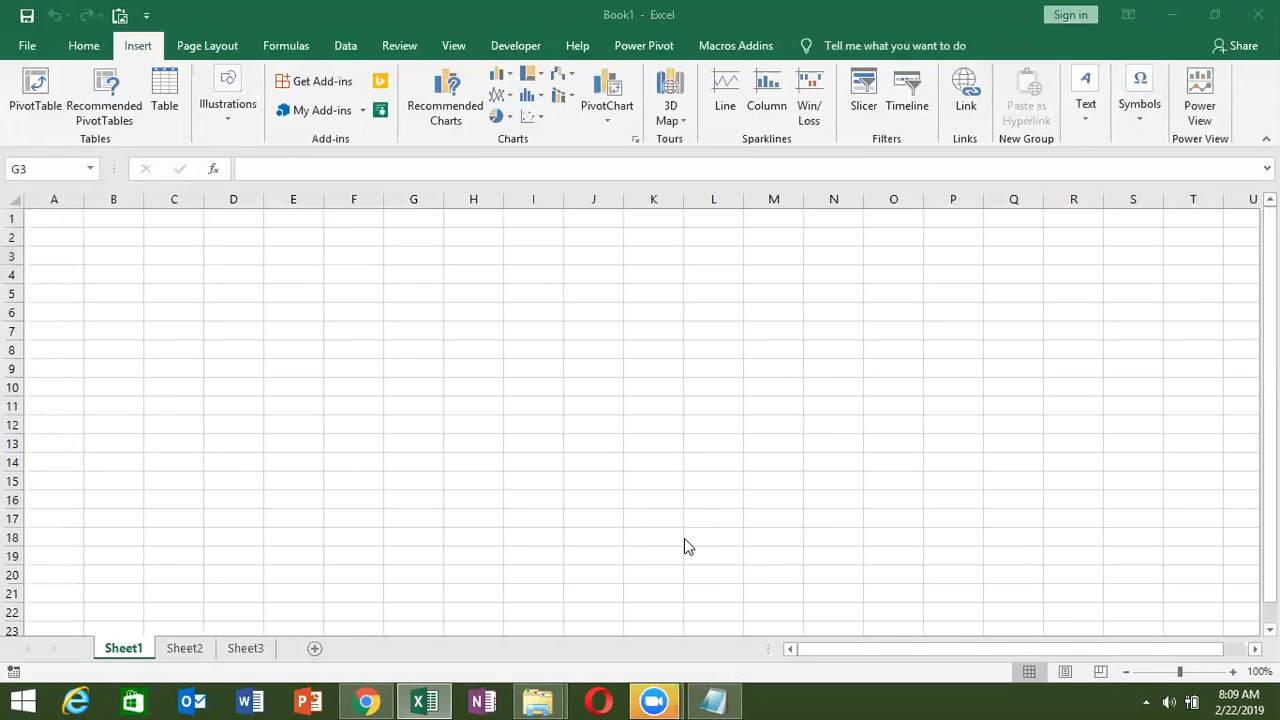 Book1 - Excel
Sign in
File Home Insert Page Layout Formulas Data Review View Developer Help Power Pivot Macros Addins Tell me what you want to do Share
PivotTable
Recommended
PivotTables
Table
Tables
Illustrations
Get Add-ins
My Add-ins
Add-ins
Recommended
Charts
PivotChart
Charts
3D
Map
Tours
Line
Column
Win/
Loss
Sparklines
Slicer
Timeline
Filters
Link
Links
Paste as
Hyperlink
New Group
Text
Symbols
Power
View
Power View
G3
fx
A B C D E F G H I J K L M N O P Q R S T U
1
2
3
4
5
6
7
8
9
10
11
12
13
14
15
16
17
18
19
20
21
22
23
Sheet1 Sheet2 Sheet3
100%
8:09 AM
2/22/2019